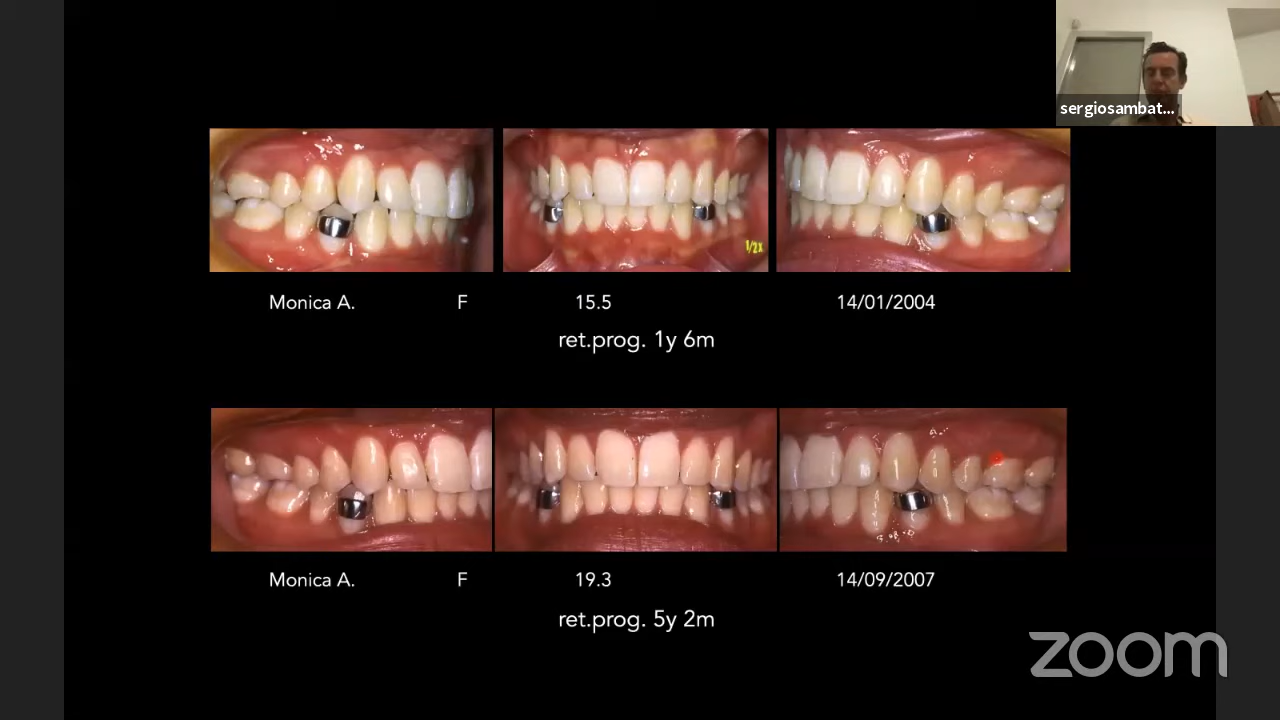 sergiosambat...
1/2X
Monica A. F 15.5 14/01/2004
ret.prog. 1y 6m
Monica A. F 19.3 14/09/2007
ret.prog. 5y 2m
zoom